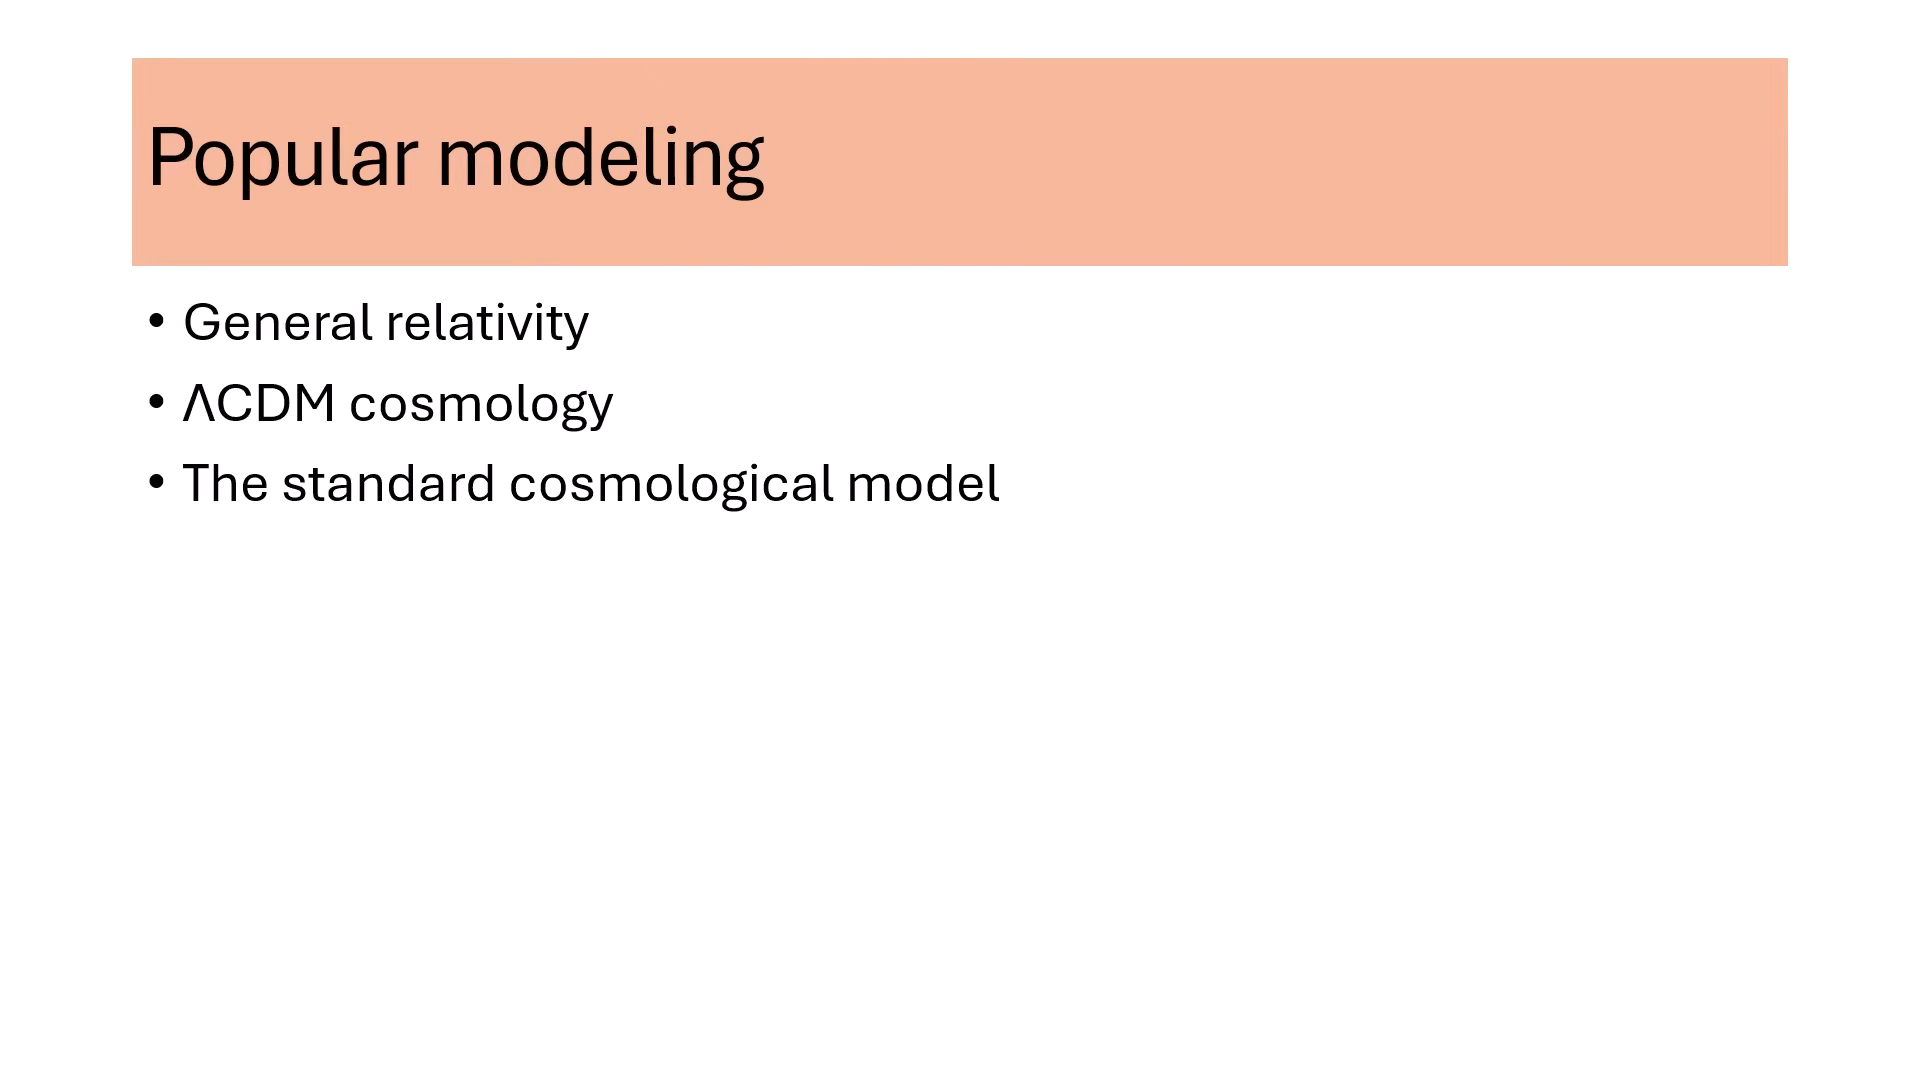 Popular modeling
• General relativity
• ΛCDM cosmology
• The standard cosmological model